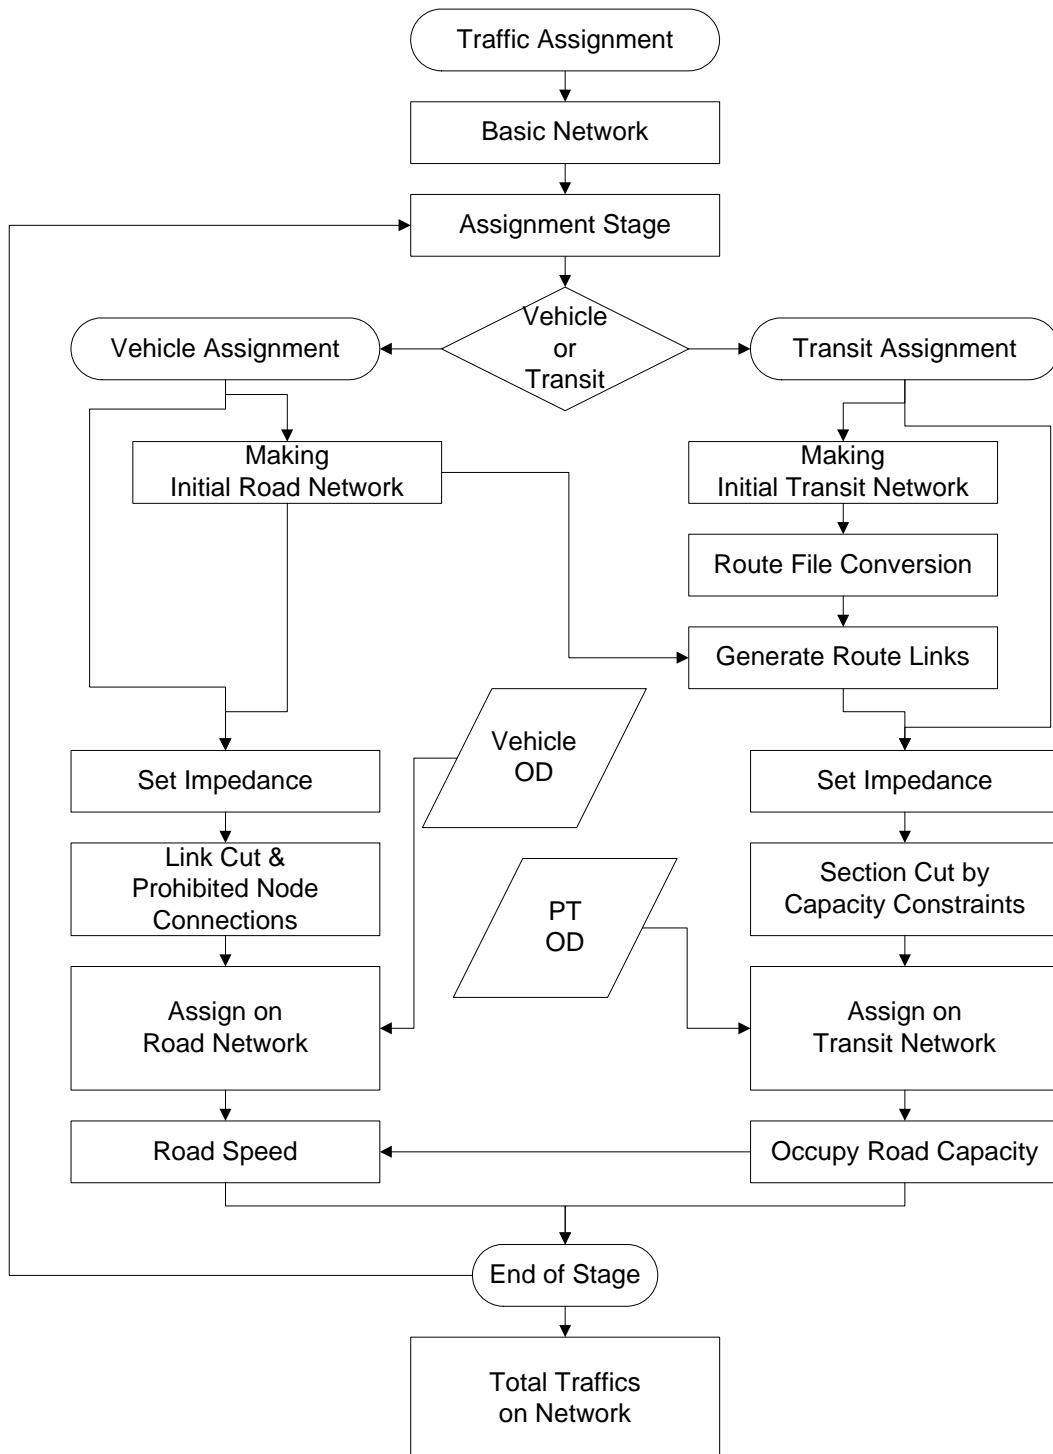 Traffic Assignment
Basic Network
Assignment Stage
Vehicle
or
Transit
Vehicle Assignment
Transit Assignment
Making
Initial Road Network
Making
Initial Transit Network
Route File Conversion
Generate Route Links
Vehicle
OD
Set Impedance
Set Impedance
Link Cut &
Prohibited Node
Connections
PT
OD
Section Cut by
Capacity Constraints
Assign on
Road Network
Assign on
Transit Network
Road Speed
Occupy Road Capacity
End of Stage
Total Traffics
on Network